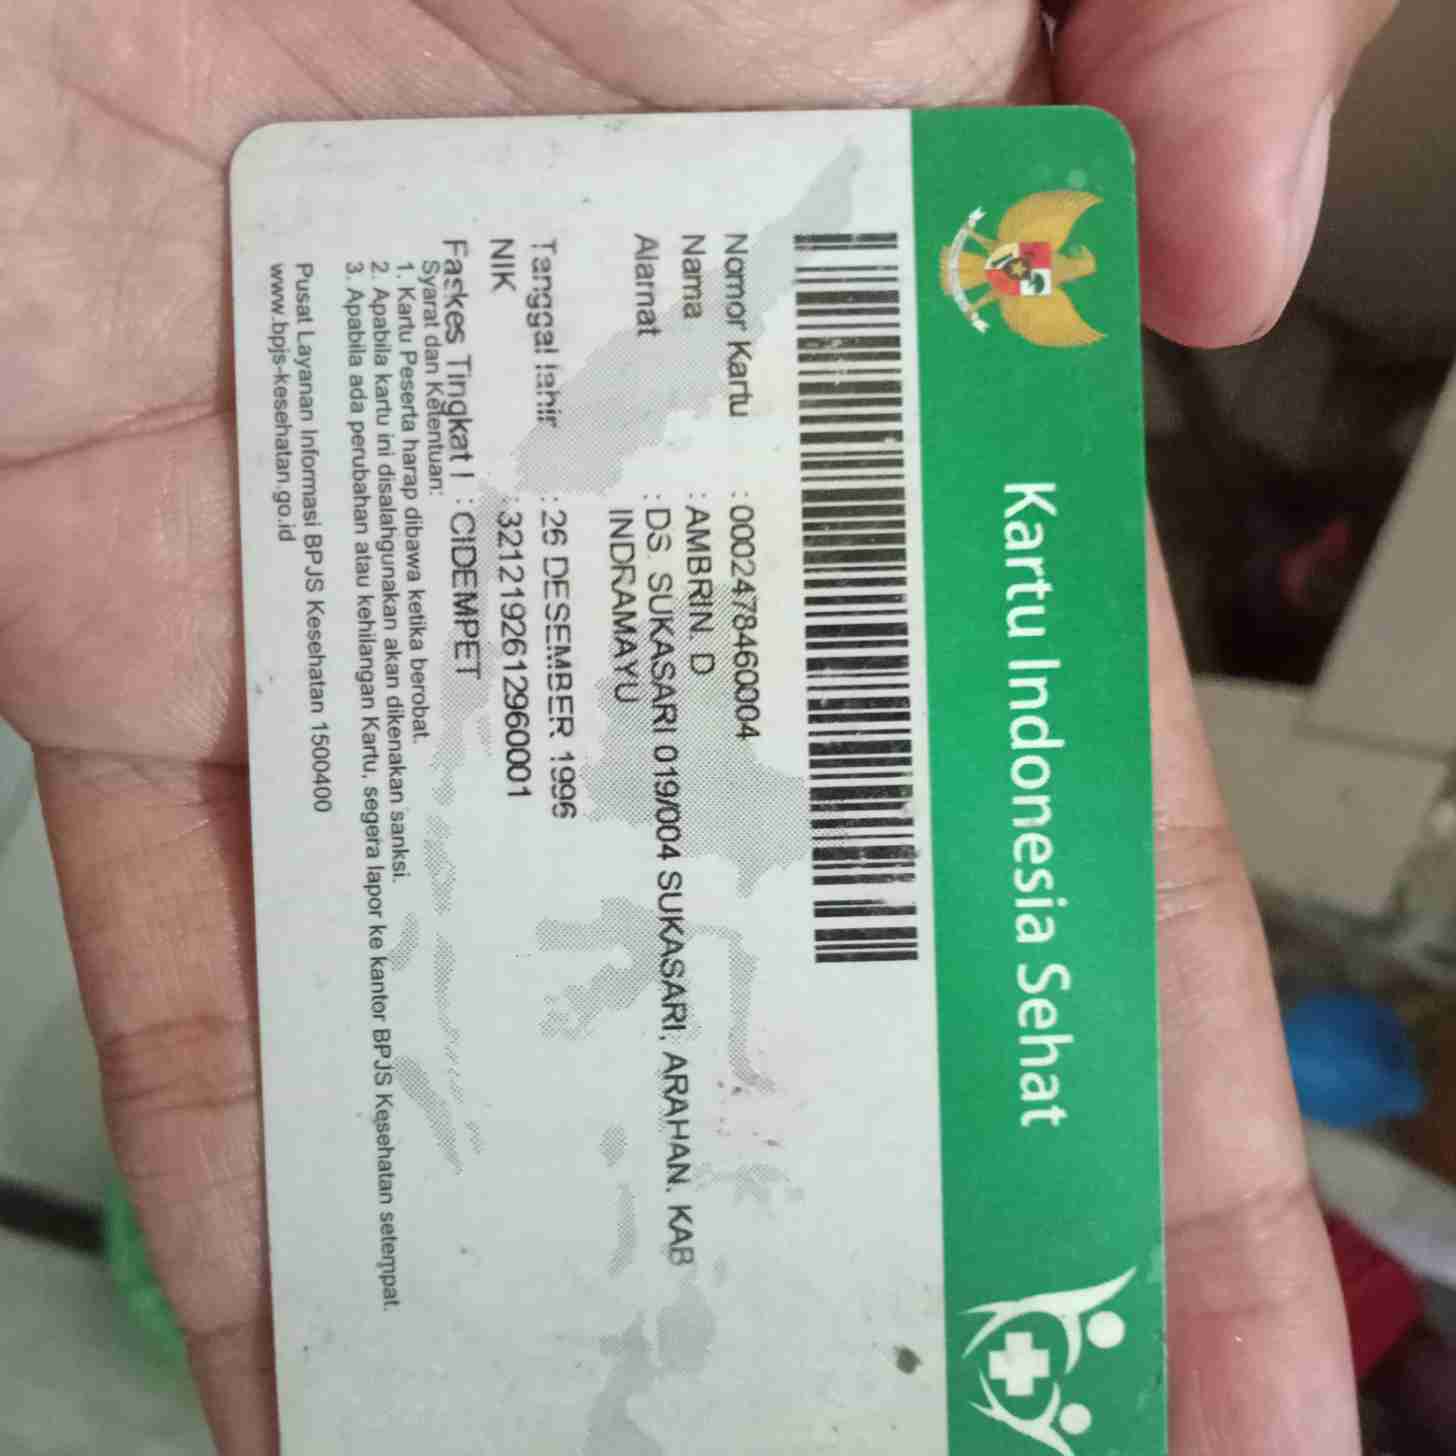 Kartu Indonesia Sehat
Nomor Kartu : 0002478460004
Nama : AMBRIN. D
Alamat : DS. SUKASARI 019/004 SUKASARI, ARAHAN. KAB
INDRAMAYU
Tanggal lahir : 26 DESEMBER 1996
NIK : 3212192612960001
Faskes Tingkat I : CIDEMPET
Syarat dan Ketentuan:
1. Kartu Peserta harap dibawa ketika berobat.
2. Apabila kartu ini disalahgunakan akan dikenakan sanksi.
3. Apabila ada perubahan atau kehilangan Kartu, segera lapor ke kantor BPJS Kesehatan setempat.
Pusat Layanan Informasi BPJS Kesehatan 1500400
www.bpjs-kesehatan.go.id